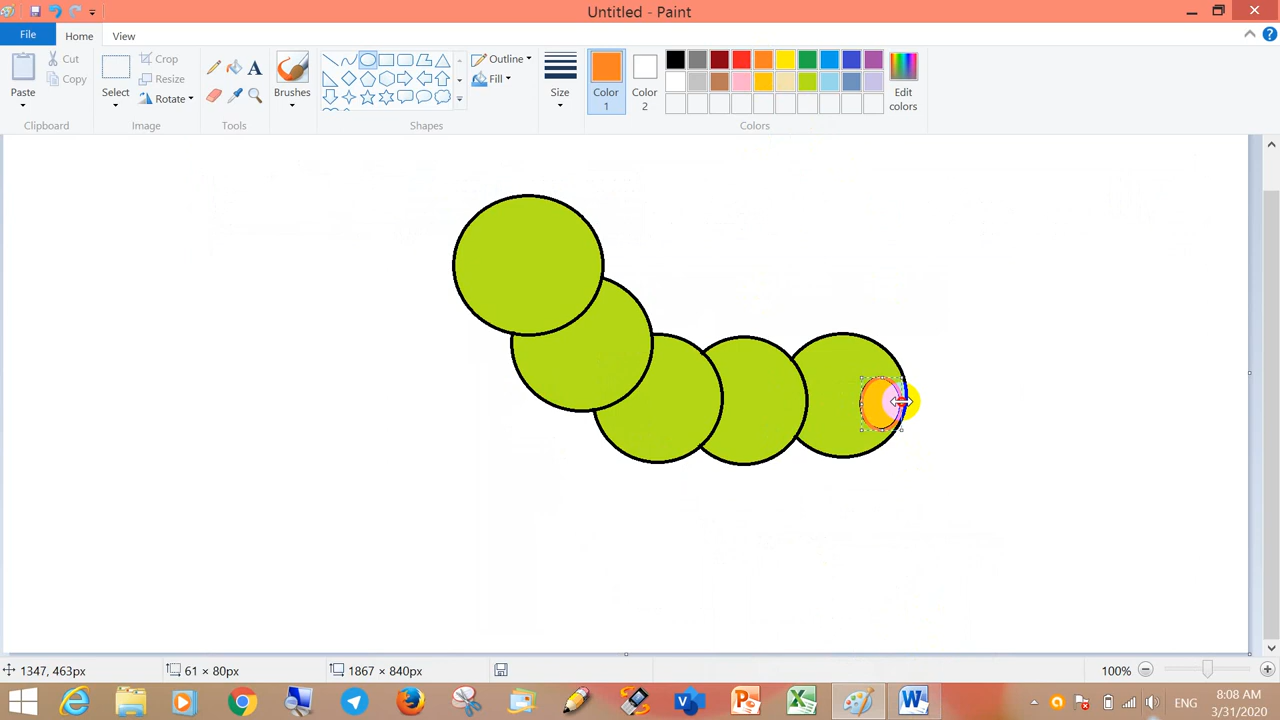 Untitled - Paint
File
Home
View
Paste
Cut
Copy
Clipboard
Select
Crop
Resize
Rotate
Image
A
Tools
Brushes
Outline
Fill
Shapes
Size
Color 1
Color 2
Edit colors
Colors
1347, 463px
61 × 80px
1867 × 840px
100%
ENG
8:08 AM
3/31/2020